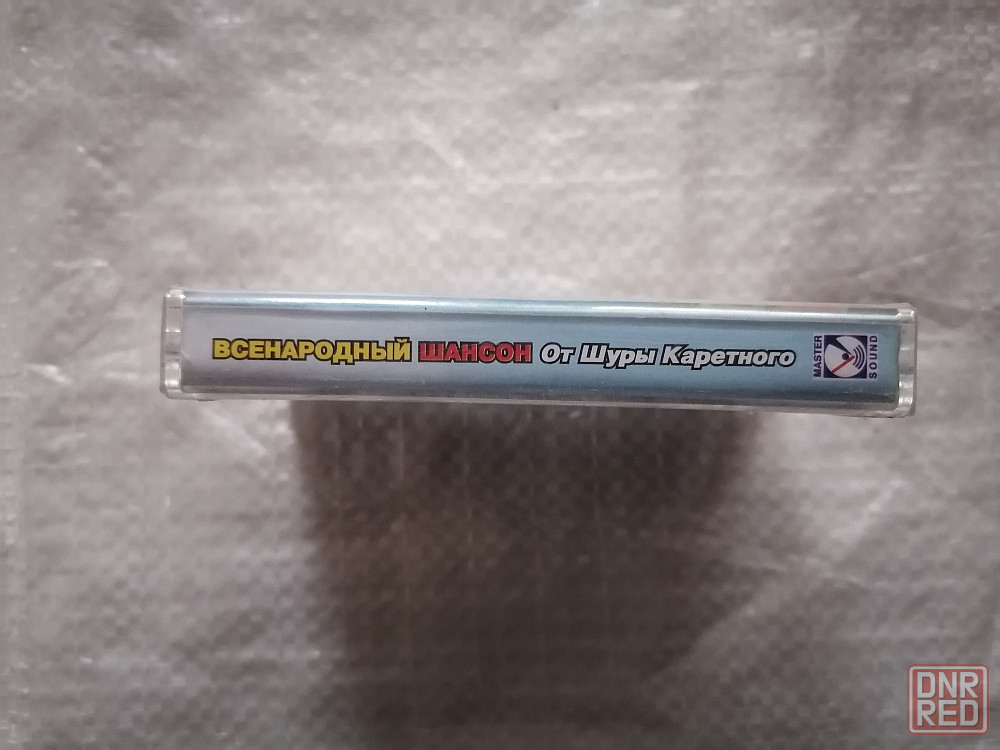 ВСЕНАРОДНЫЙ ШАНСОН От Шуры Каретного
MASTER
SOUND
DNR
RED